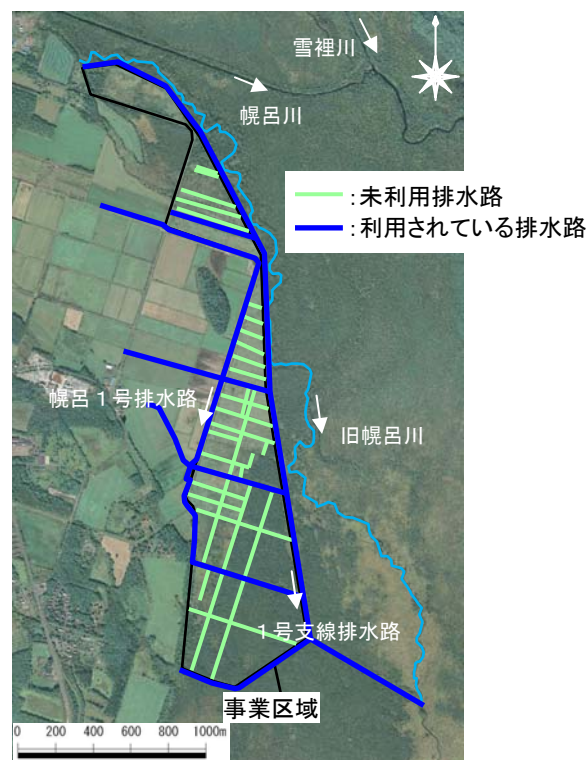 雪裡川
幌呂川
:未利用排水路
:利用されている排水路
幌呂1号排水路
旧幌呂川
1号支線排水路
事業区域
0 200 400 600 800 1000m